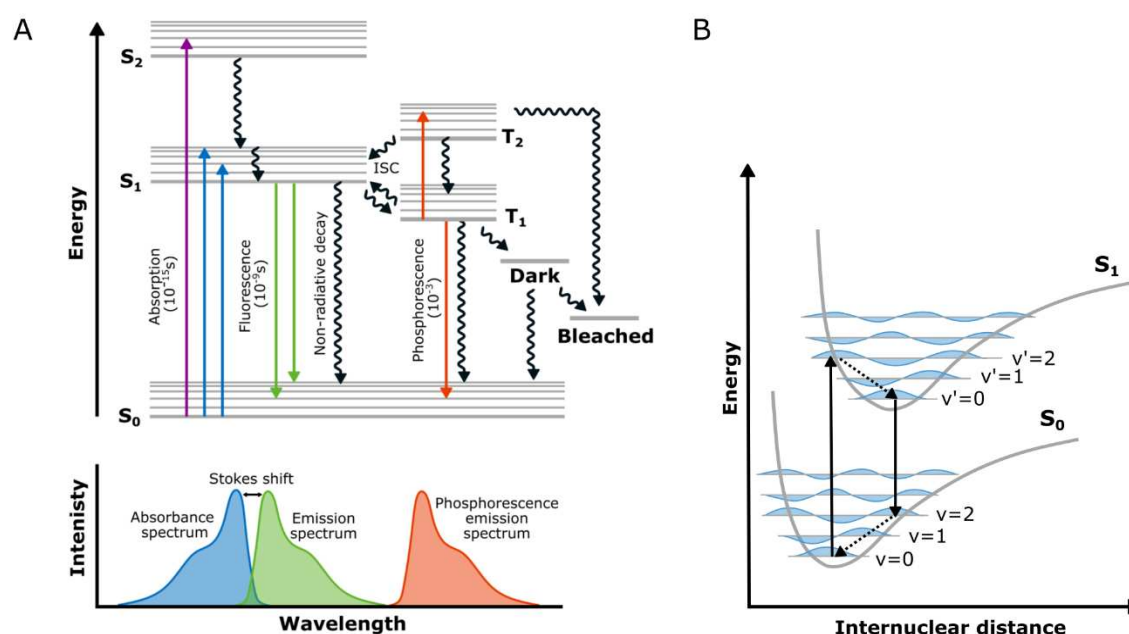 A
Energy
S2
S1
S0
T2
T1
ISC
Absorption
(10⁻¹⁵s)
Fluorescence
(10⁻⁹s)
Non-radiative decay
Phosphorescence
(10⁻³)
Dark
Bleached
Intenisty
Stokes shift
Absorbance
spectrum
Emission
spectrum
Phosphorescence
emission
spectrum
Wavelength
B
Energy
S1
v'=2
v'=1
v'=0
S0
v=2
v=1
v=0
Internuclear distance